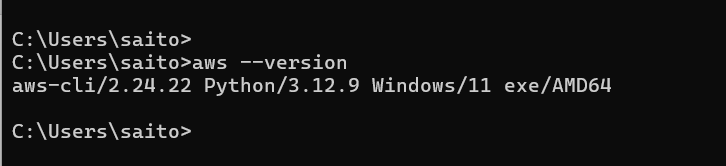 C:\Users\saito>
C:\Users\saito>aws --version
aws-cli/2.24.22 Python/3.12.9 Windows/11 exe/AMD64
C:\Users\saito>